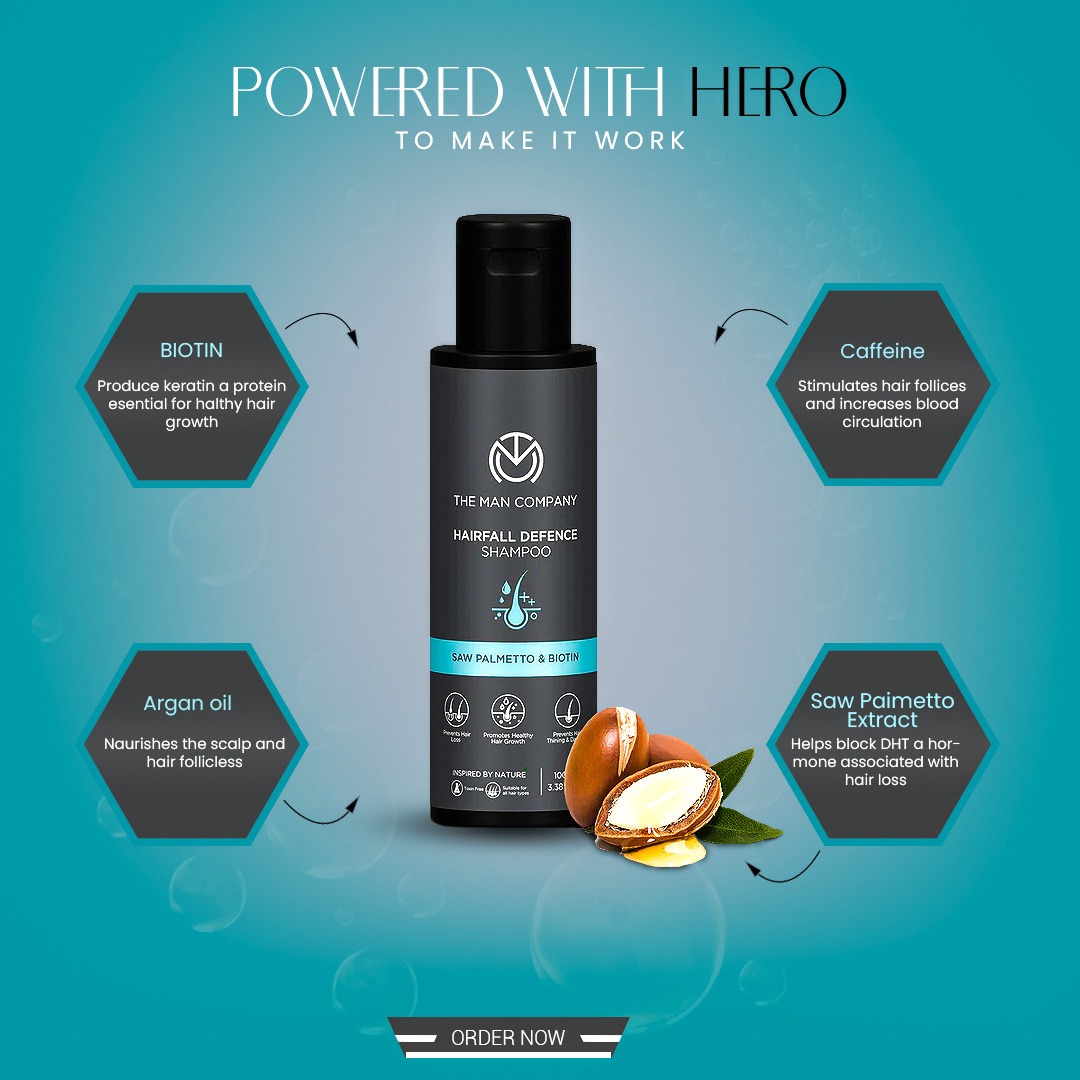 POWERED WITH HERO
TO MAKE IT WORK
BIOTIN
Produce keratin a protein
esential for halthy hair
growth
Caffeine
Stimulates hair follices
and increases blood
circulation
THE MAN COMPANY
HAIRFALL DEFENCE
SHAMPOO
SAW PALMETTO & BIOTIN
Prevents Hair
Loss
Promotes Healthy
Hair Growth
Prevents
Thining &
INSPIRED BY NATURE
Toxin Free
Suitable for
all hair types
Argan oil
Naurishes the scalp and
hair follicless
Saw Paimetto
Extract
Helps block DHT a hor-
mone associated with
hair loss
ORDER NOW